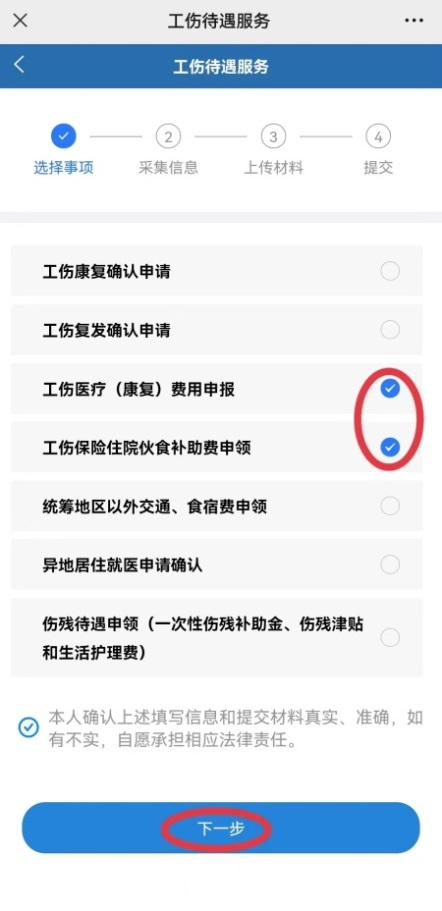 工伤待遇服务
工伤待遇服务
2
3
4
选择事项
采集信息
上传材料
提交
工伤康复确认申请
工伤复发确认申请
工伤医疗（康复）费用申报
工伤保险住院伙食补助费申领
统筹地区以外交通、食宿费申领
异地居住就医申请确认
伤残待遇申领（一次性伤残补助金、伤残津贴
和生活护理费）
本人确认上述填写信息和提交材料真实、准确，如
有不实，自愿承担相应法律责任。
下一步